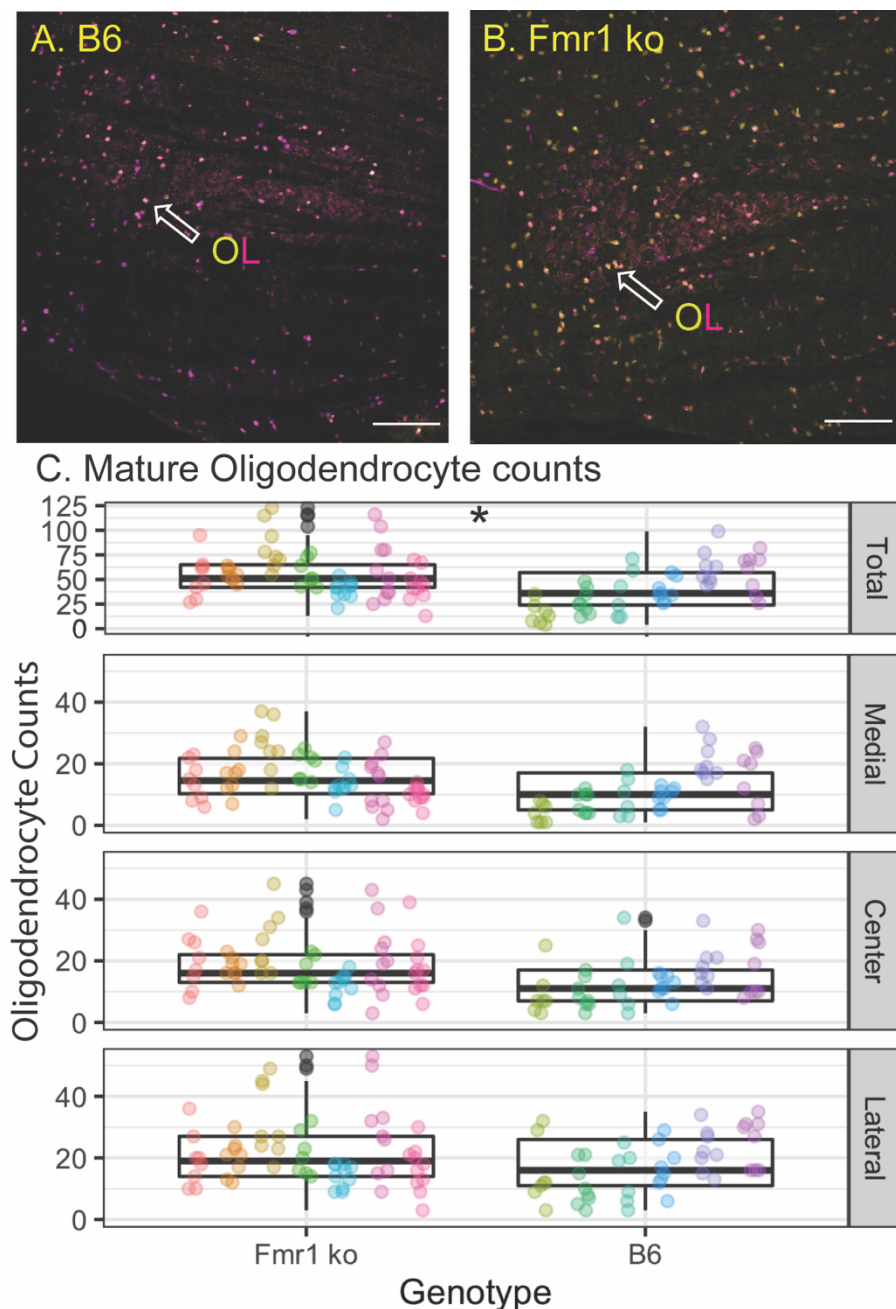 A. B6
B. Fmr1 ko
OL
OL
C. Mature Oligodendrocyte counts
Oligodendrocyte Counts
125
100
75
50
25
0
*
Total
40
20
0
Medial
40
20
0
Center
40
20
0
Lateral
Fmr1 ko
B6
Genotype